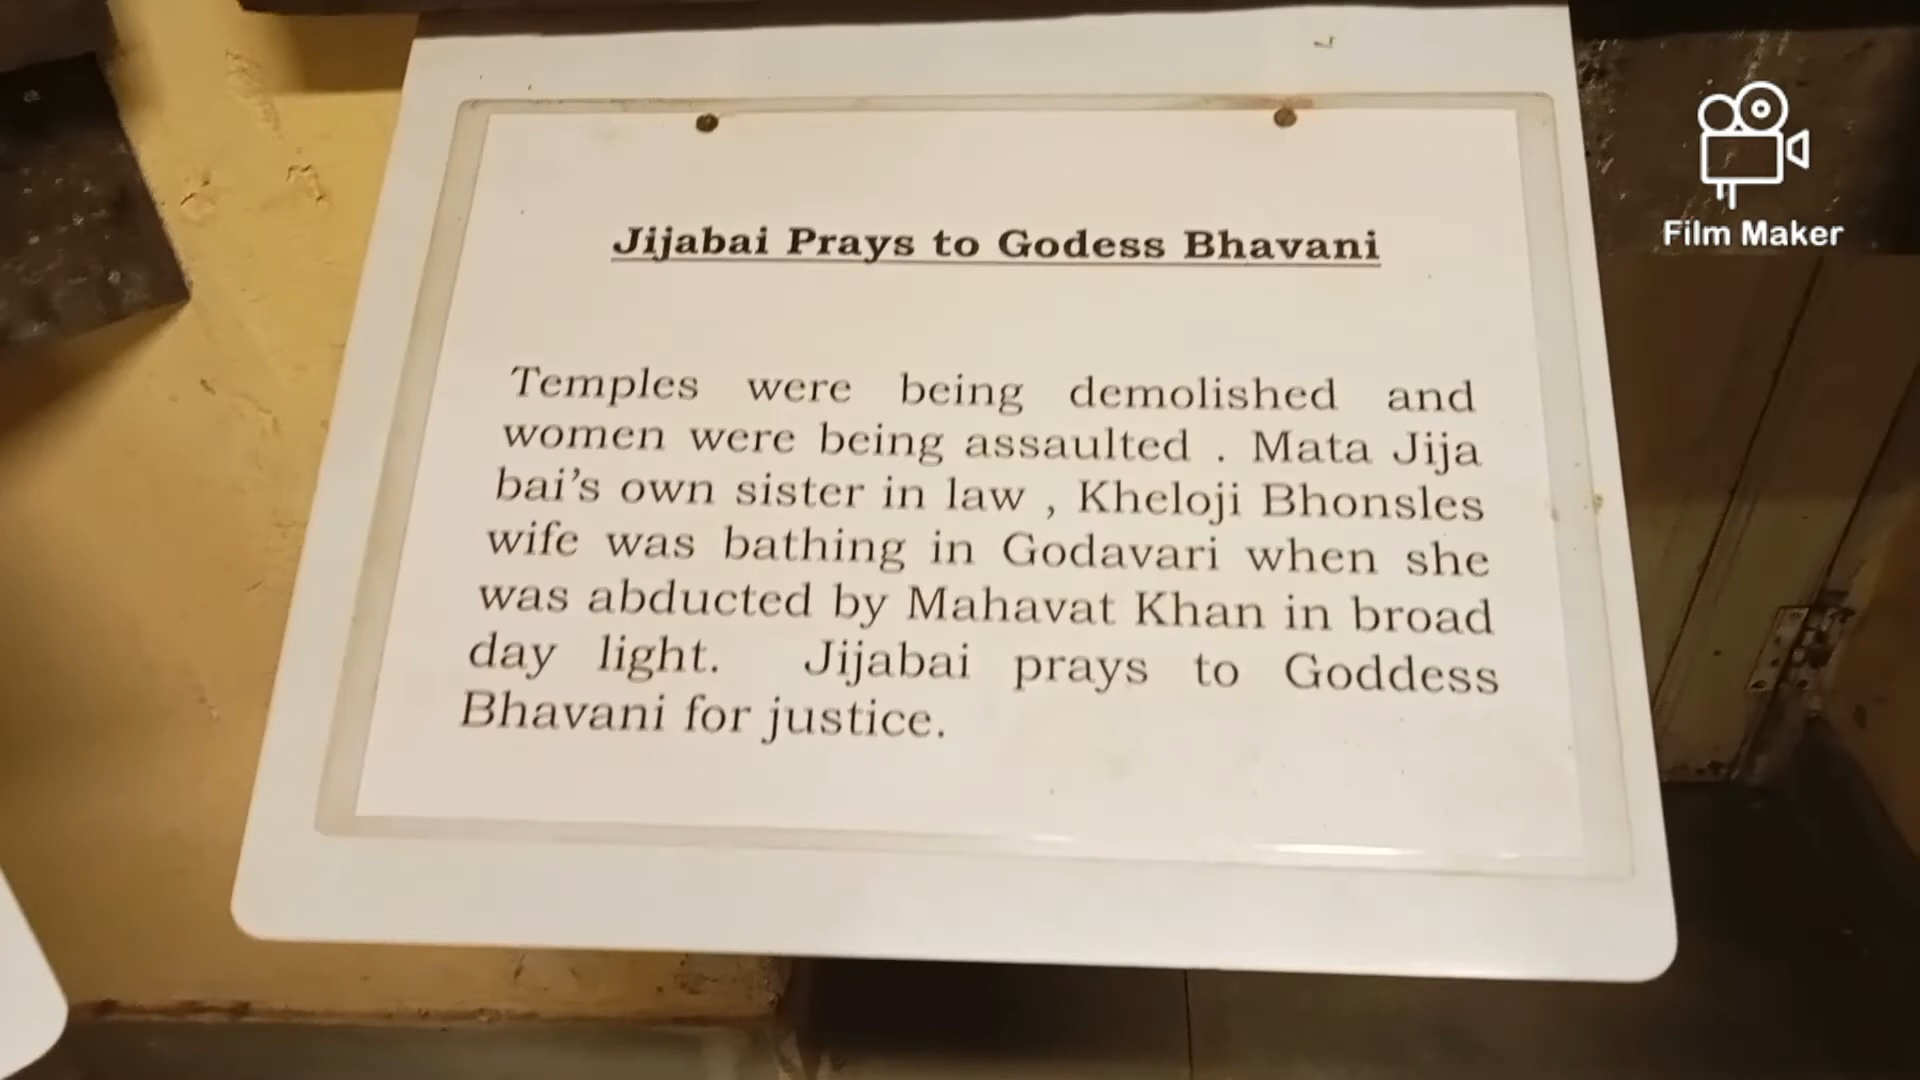 Jijabai Prays to Godess Bhavani
Temples were being demolished and
women were being assaulted . Mata Jija
bai's own sister in law , Kheloji Bhonsles
wife was bathing in Godavari when she
was abducted by Mahavat Khan in broad
day light. Jijabai prays to Goddess
Bhavani for justice.
Film Maker